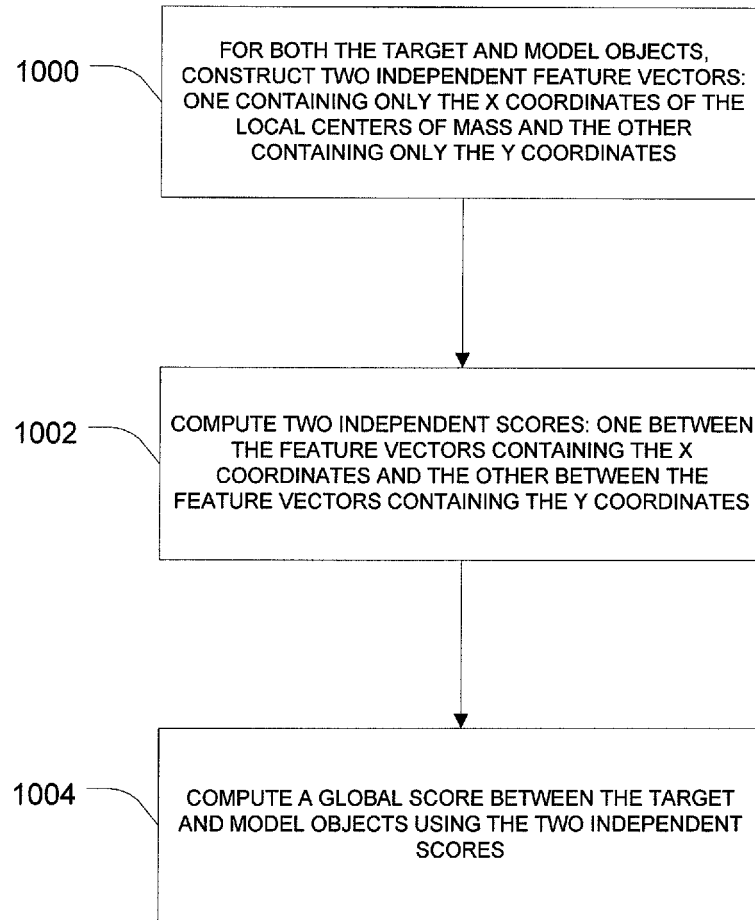 1000
FOR BOTH THE TARGET AND MODEL OBJECTS,
CONSTRUCT TWO INDEPENDENT FEATURE VECTORS:
ONE CONTAINING ONLY THE X COORDINATES OF THE
LOCAL CENTERS OF MASS AND THE OTHER
CONTAINING ONLY THE Y COORDINATES
1002
COMPUTE TWO INDEPENDENT SCORES: ONE BETWEEN
THE FEATURE VECTORS CONTAINING THE X
COORDINATES AND THE OTHER BETWEEN THE
FEATURE VECTORS CONTAINING THE Y COORDINATES
1004
COMPUTE A GLOBAL SCORE BETWEEN THE TARGET
AND MODEL OBJECTS USING THE TWO INDEPENDENT
SCORES